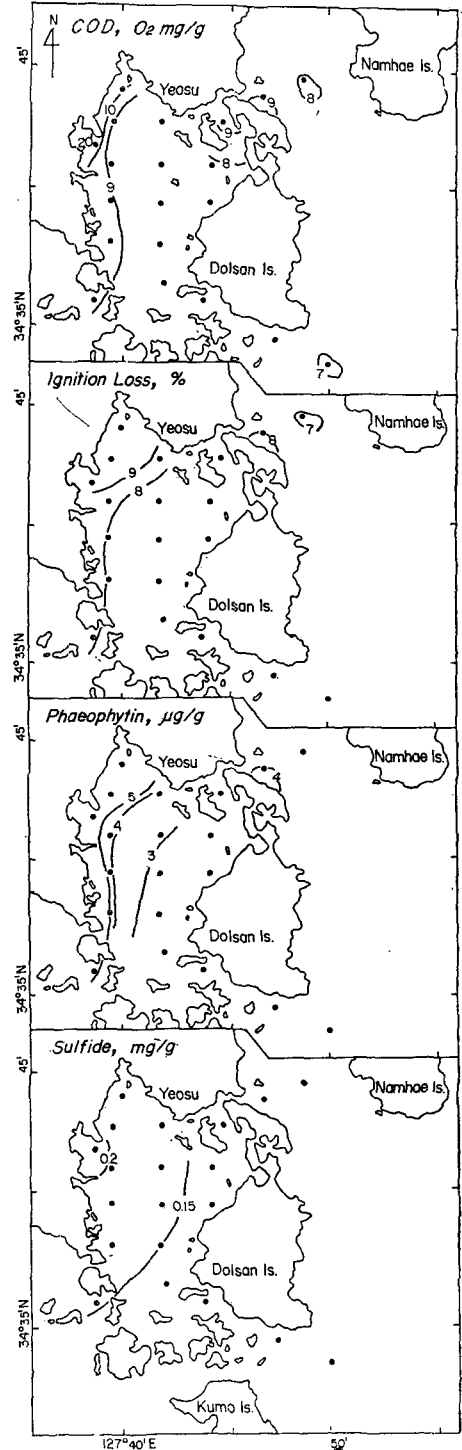 N
COD, O2 mg/g
45'
Yeosu
Namhae Is.
10
20
9
9
9
8
8
Dolsan Is.
34°35'N
7
Ignition Loss, %
45'
Yeosu
Namhae Is.
9
8
8
7
Dolsan Is.
34°35'N
Phaeophytin, µg/g
45'
Yeosu
Namhae Is.
5
4
3
4
Dolsan Is.
34°35'N
Sulfide, mg/g
45'
Yeosu
Namhae Is.
0.2
0.15
Dolsan Is.
34°35'N
Kumo Is.
127°40'E
50'